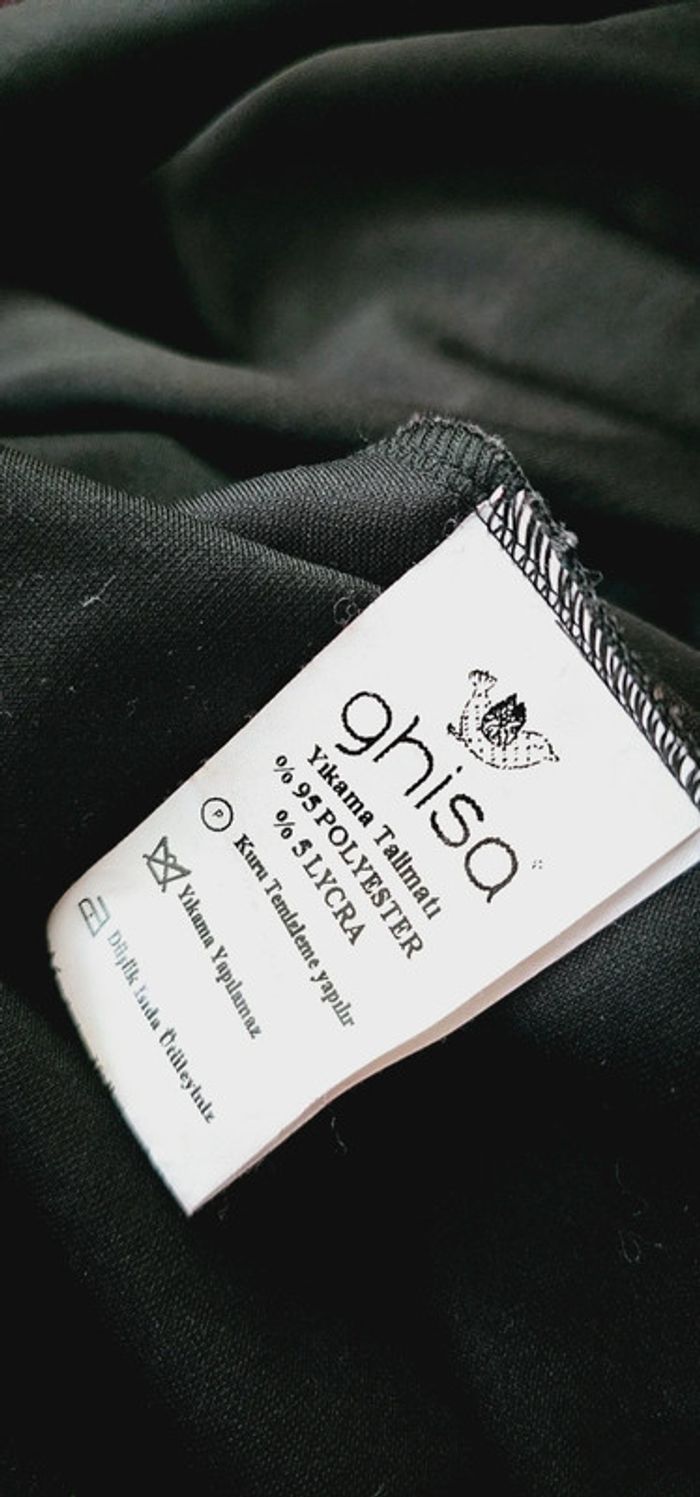 ghisa
Yıkama Talimatı
% 95 POLYESTER
% 5 LYCRA
P
Kuru Temizleme yapılır
Yıkama Yapılamaz
Düşük Isıda Ütüleyiniz